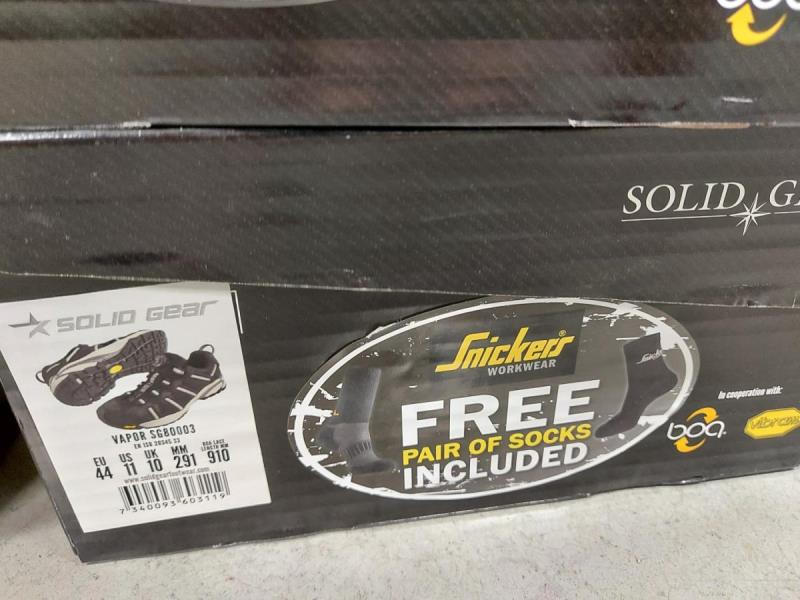 SOLID
SOLID GEAR
VAPOR SG80003
EN ISO 20345 S3
EU US UK MM BOA LACE LENGTH MM
44 11 10 291 910
www.solidgearfootwear.com
7 340093 603119
Snickers®
WORKWEAR
FREE
PAIR OF SOCKS
INCLUDED
Snickers
In cooperation with:
boa
vibram